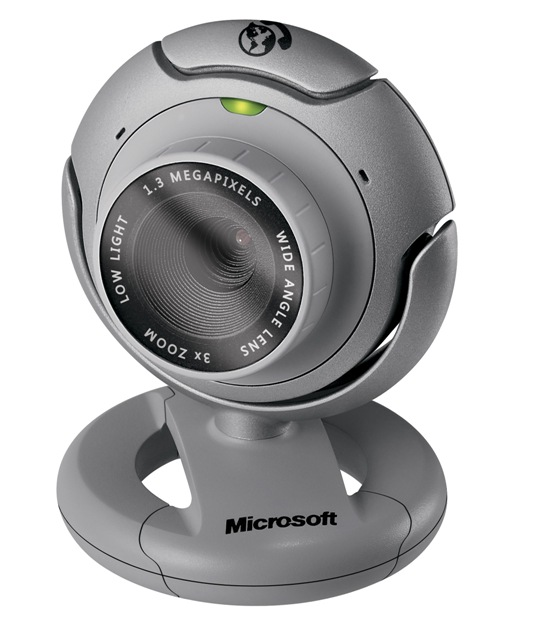 1.3 MEGAPIXELS
WIDE ANGLE LENS
3x ZOOM
LOW LIGHT
Microsoft